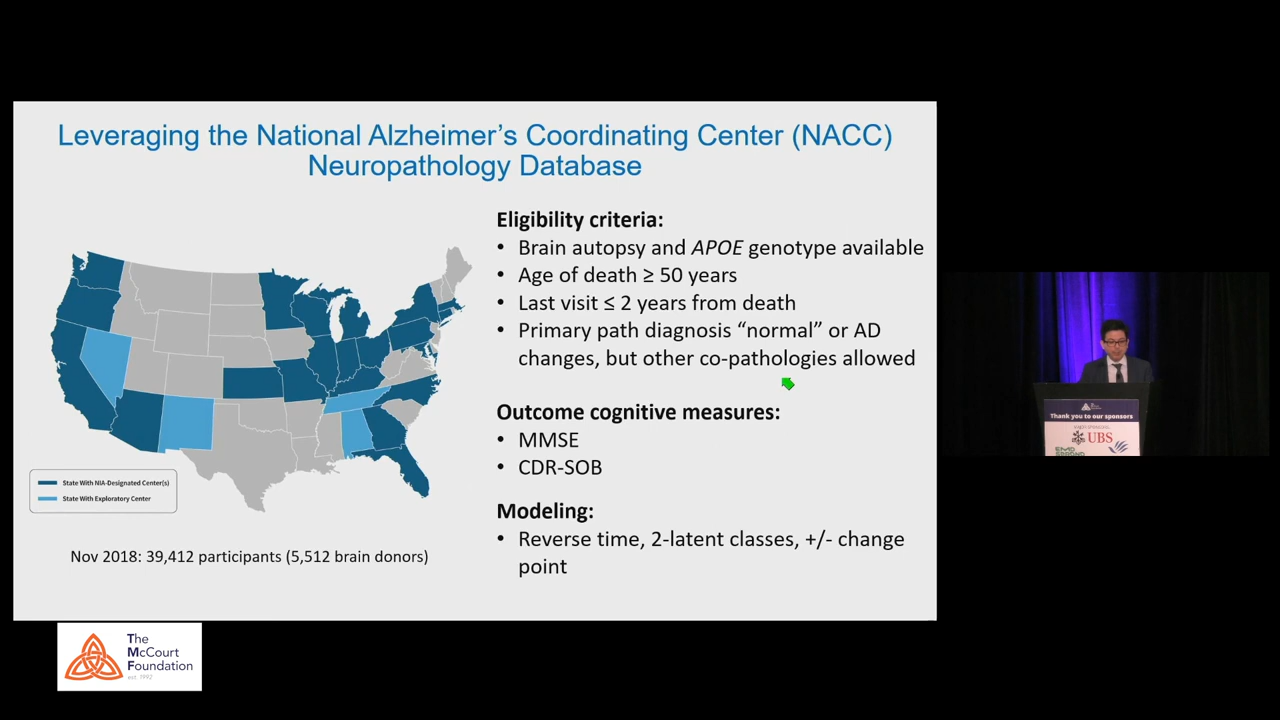 Leveraging the National Alzheimer's Coordinating Center (NACC)
Neuropathology Database
Eligibility criteria:
• Brain autopsy and APOE genotype available
• Age of death ≥ 50 years
• Last visit ≤ 2 years from death
• Primary path diagnosis “normal” or AD
changes, but other co-pathologies allowed
Outcome cognitive measures:
• MMSE
• CDR-SOB
Modeling:
• Reverse time, 2-latent classes, +/- change
point
State With NIA-Designated Center(s)
State With Exploratory Center
Nov 2018: 39,412 participants (5,512 brain donors)
Thank you to our sponsors
UBS
The
McCourt
Foundation
est. 1992